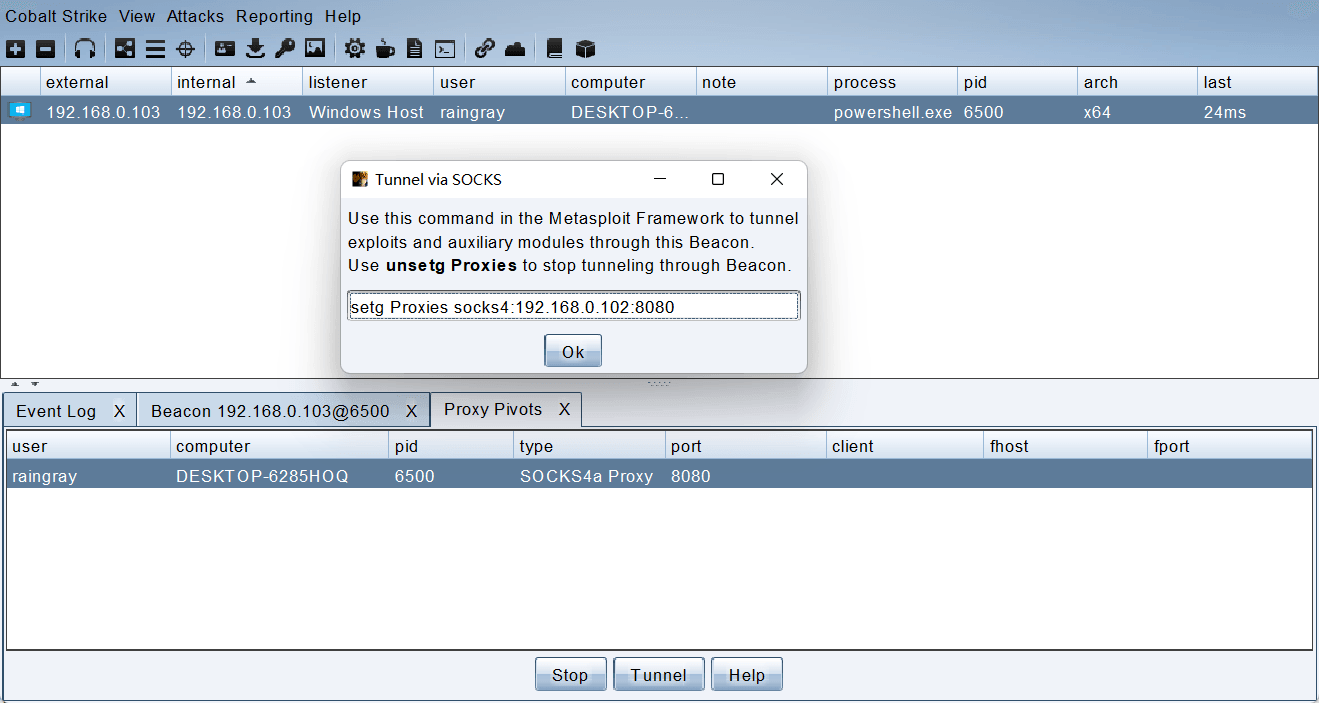 Cobalt Strike View Attacks Reporting Help
external internal listener user computer note process pid arch last
192.168.0.103 192.168.0.103 Windows Host raingray DESKTOP-6... powershell.exe 6500 x64 24ms
Tunnel via SOCKS
Use this command in the Metasploit Framework to tunnel
exploits and auxiliary modules through this Beacon.
Use unsetg Proxies to stop tunneling through Beacon.
setg Proxies socks4:192.168.0.102:8080
Ok
Event Log X Beacon 192.168.0.103@6500 X Proxy Pivots X
user computer pid type port client fhost fport
raingray DESKTOP-6285HOQ 6500 SOCKS4a Proxy 8080
Stop Tunnel Help